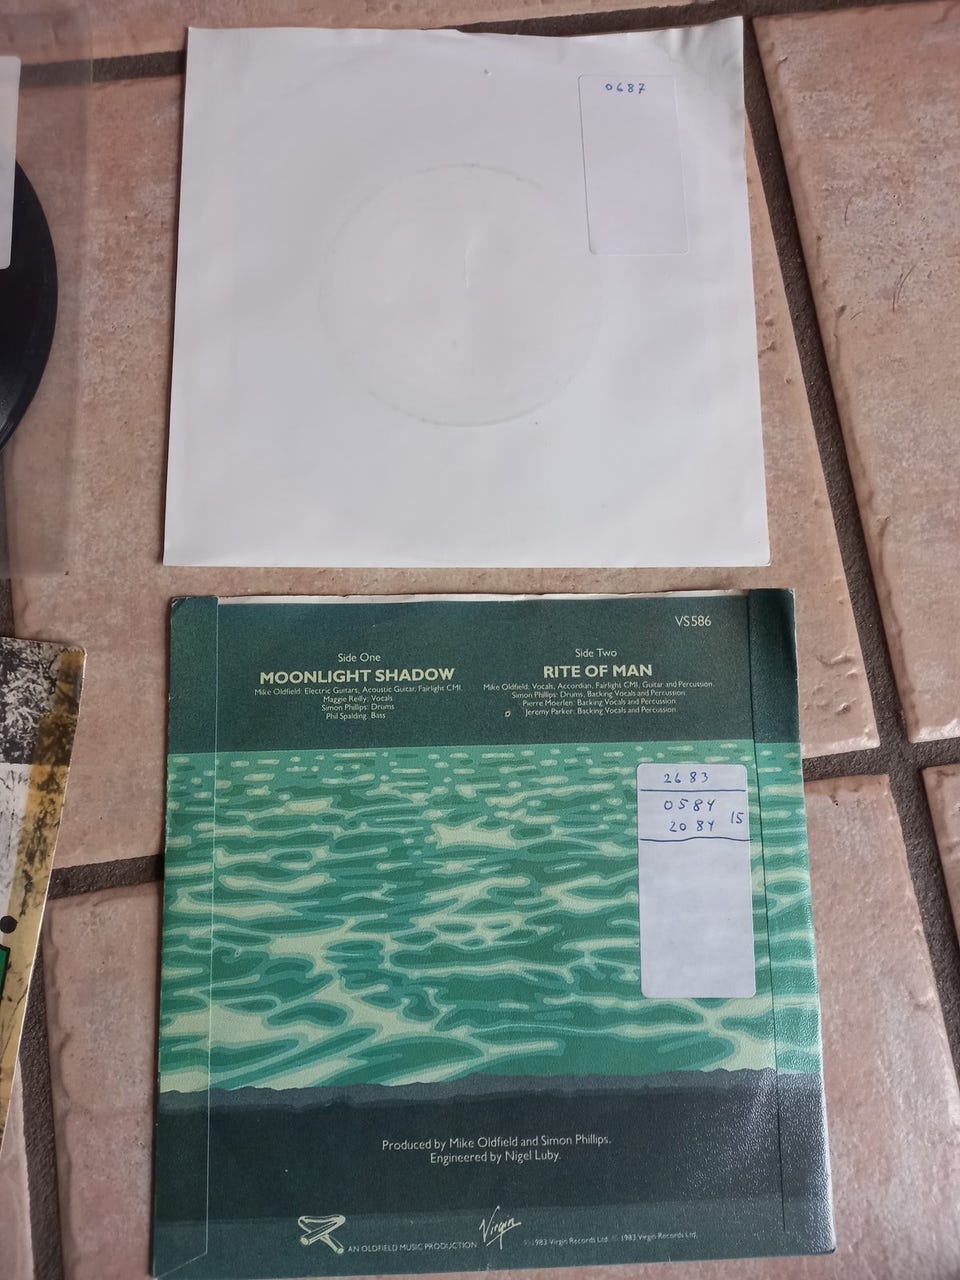 0687
VS586
Side One
MOONLIGHT SHADOW
Mike Oldfield: Electric Guitars, Acoustic Guitar, Fairlight CMI.
Maggie Reilly: Vocals
Simon Phillips: Drums
Phil Spalding: Bass
Side Two
RITE OF MAN
Mike Oldfield: Vocals, Accordian, Fairlight CMI, Guitar and Percussion.
Simon Phillips: Drums, Backing Vocals and Percussion
Pierre Moerlen: Backing Vocals and Percussion
Jeremy Parker: Backing Vocals and Percussion
2683
0584
2084 15
Produced by Mike Oldfield and Simon Phillips.
Engineered by Nigel Luby.
AN OLDFIELD MUSIC PRODUCTION
Virgin
℗ 1983 Virgin Records Ltd. © 1983 Virgin Records Ltd.